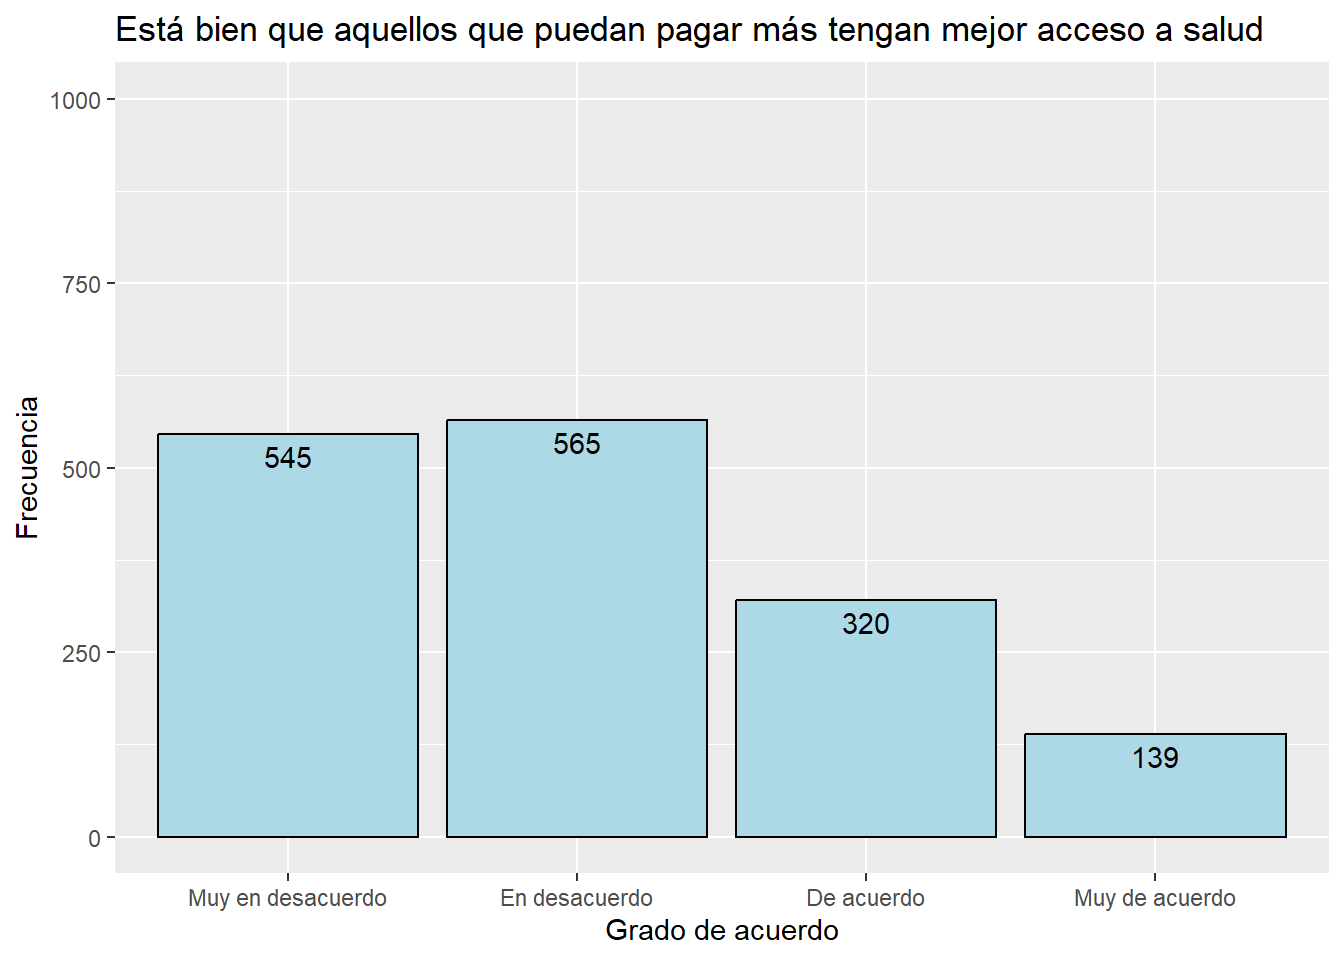 Está bien que aquellos que puedan pagar más tengan mejor acceso a salud
1000
750
500
250
0
Frecuencia
545
565
320
139
Muy en desacuerdo
En desacuerdo
De acuerdo
Muy de acuerdo
Grado de acuerdo